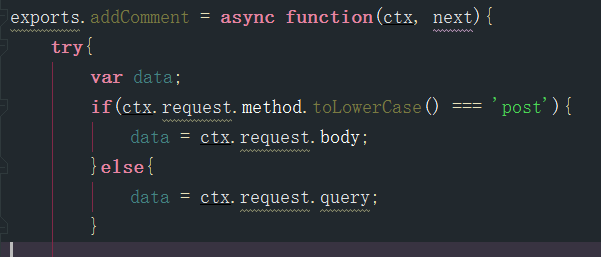 exports.addComment = async function(ctx, next){
try{
var data;
if(ctx.request.method.toLowerCase() === 'post'){
data = ctx.request.body;
}else{
data = ctx.request.query;
}